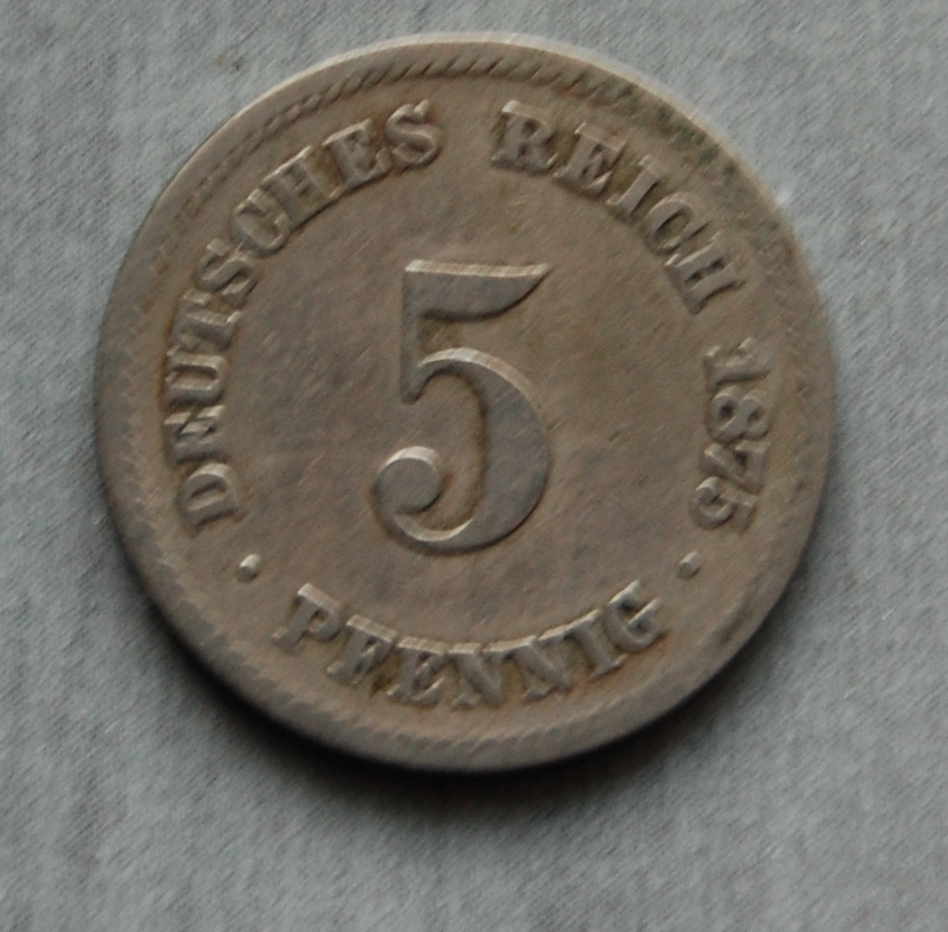 DEUTSCHES REICH 1875
5
· PFENNIG ·